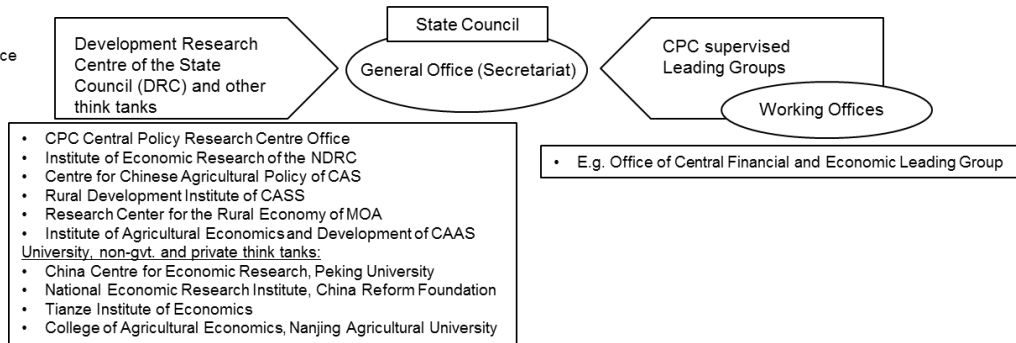 ce
Development Research
Centre of the State
Council (DRC) and other
think tanks
State Council
General Office (Secretariat)
CPC supervised
Leading Groups
Working Offices
• CPC Central Policy Research Centre Office
• Institute of Economic Research of the NDRC
• Centre for Chinese Agricultural Policy of CAS
• Rural Development Institute of CASS
• Research Center for the Rural Economy of MOA
• Institute of Agricultural Economics and Development of CAAS
University, non-gvt. and private think tanks:
• China Centre for Economic Research, Peking University
• National Economic Research Institute, China Reform Foundation
• Tianze Institute of Economics
• College of Agricultural Economics, Nanjing Agricultural University
• E.g. Office of Central Financial and Economic Leading Group